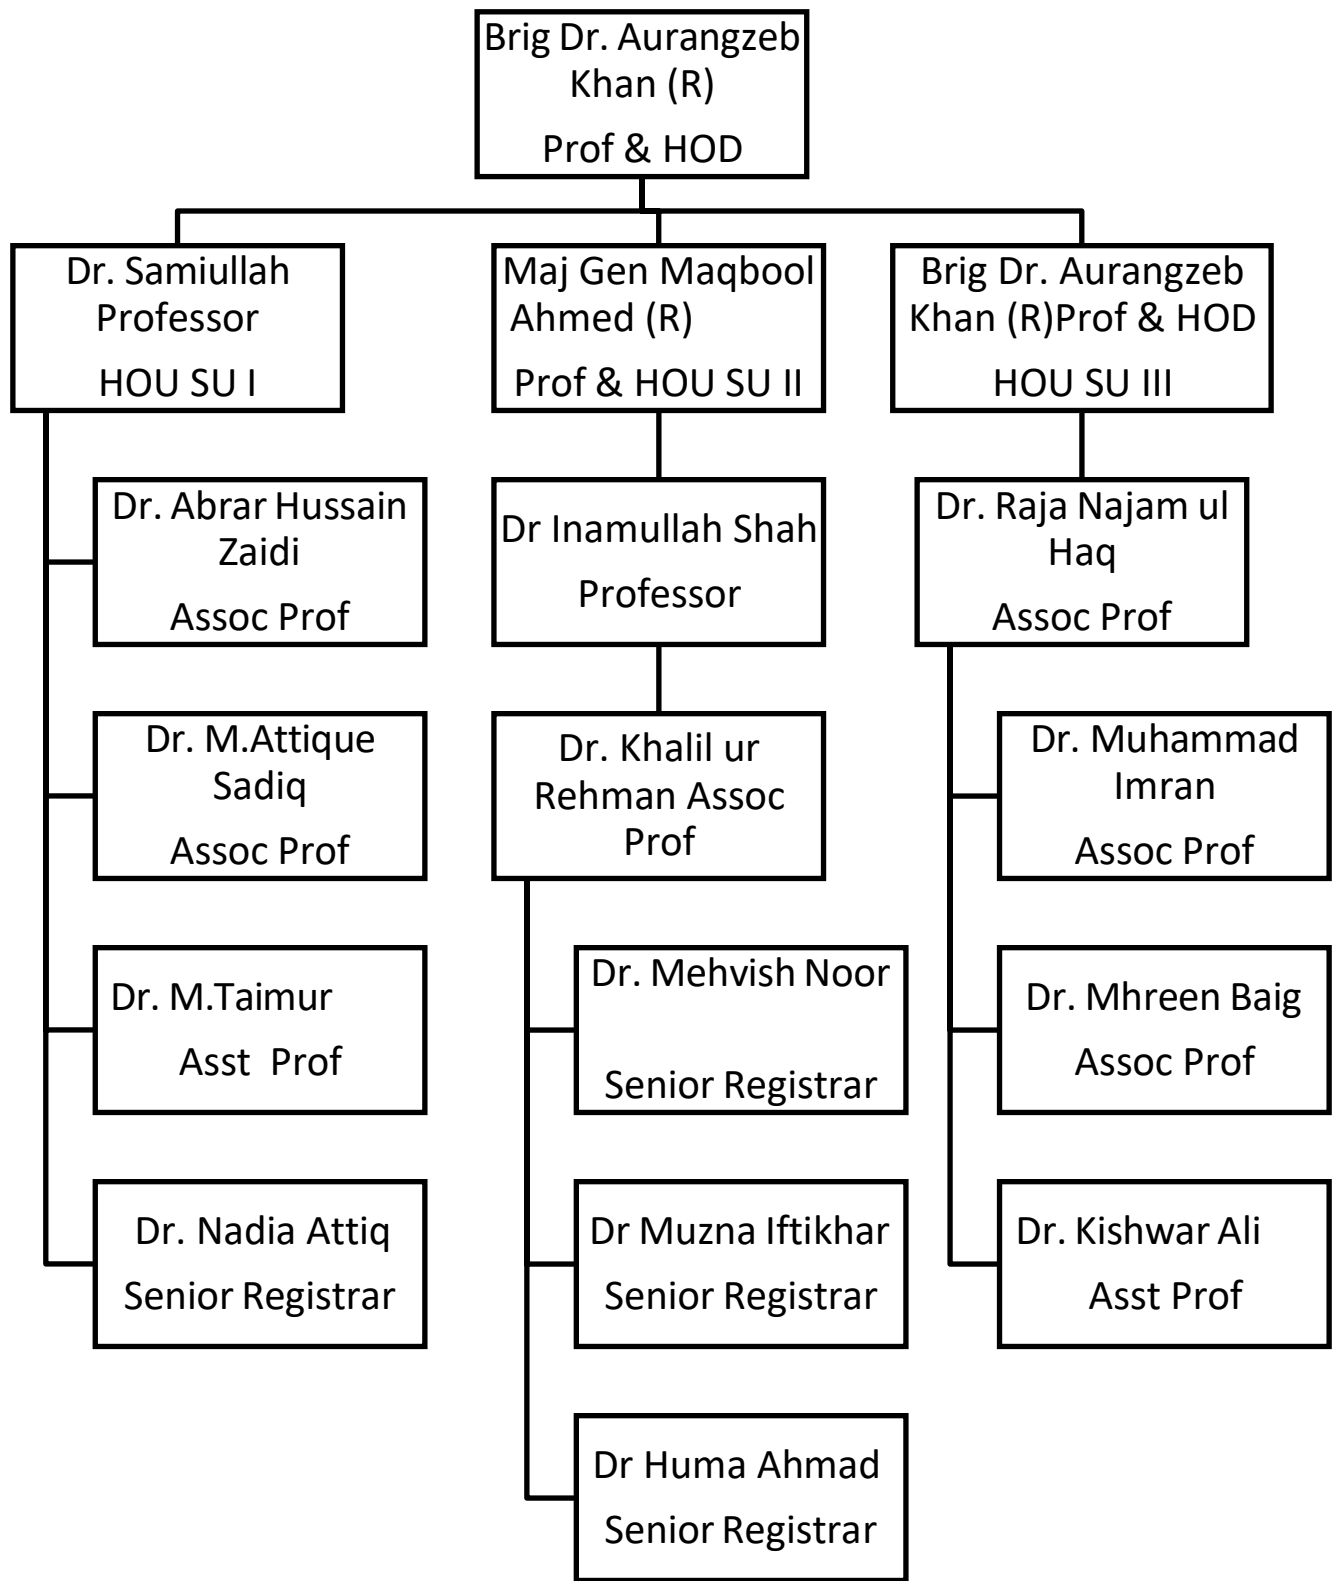 Brig Dr. Aurangzeb
Khan (R)
Prof & HOD
Dr. Samiullah
Professor
HOU SU I
Maj Gen Maqbool
Ahmed (R)
Prof & HOU SU II
Brig Dr. Aurangzeb
Khan (R)Prof & HOD
HOU SU III
Dr. Abrar Hussain
Zaidi
Assoc Prof
Dr Inamullah Shah
Professor
Dr. Raja Najam ul
Haq
Assoc Prof
Dr. M.Attique
Sadiq
Assoc Prof
Dr. Khalil ur
Rehman Assoc
Prof
Dr. Muhammad
Imran
Assoc Prof
Dr. M.Taimur
Asst  Prof
Dr. Mehvish Noor
Senior Registrar
Dr. Mhreen Baig
Assoc Prof
Dr. Nadia Attiq
Senior Registrar
Dr Muzna Iftikhar
Senior Registrar
Dr. Kishwar Ali
Asst Prof
Dr Huma Ahmad
Senior Registrar